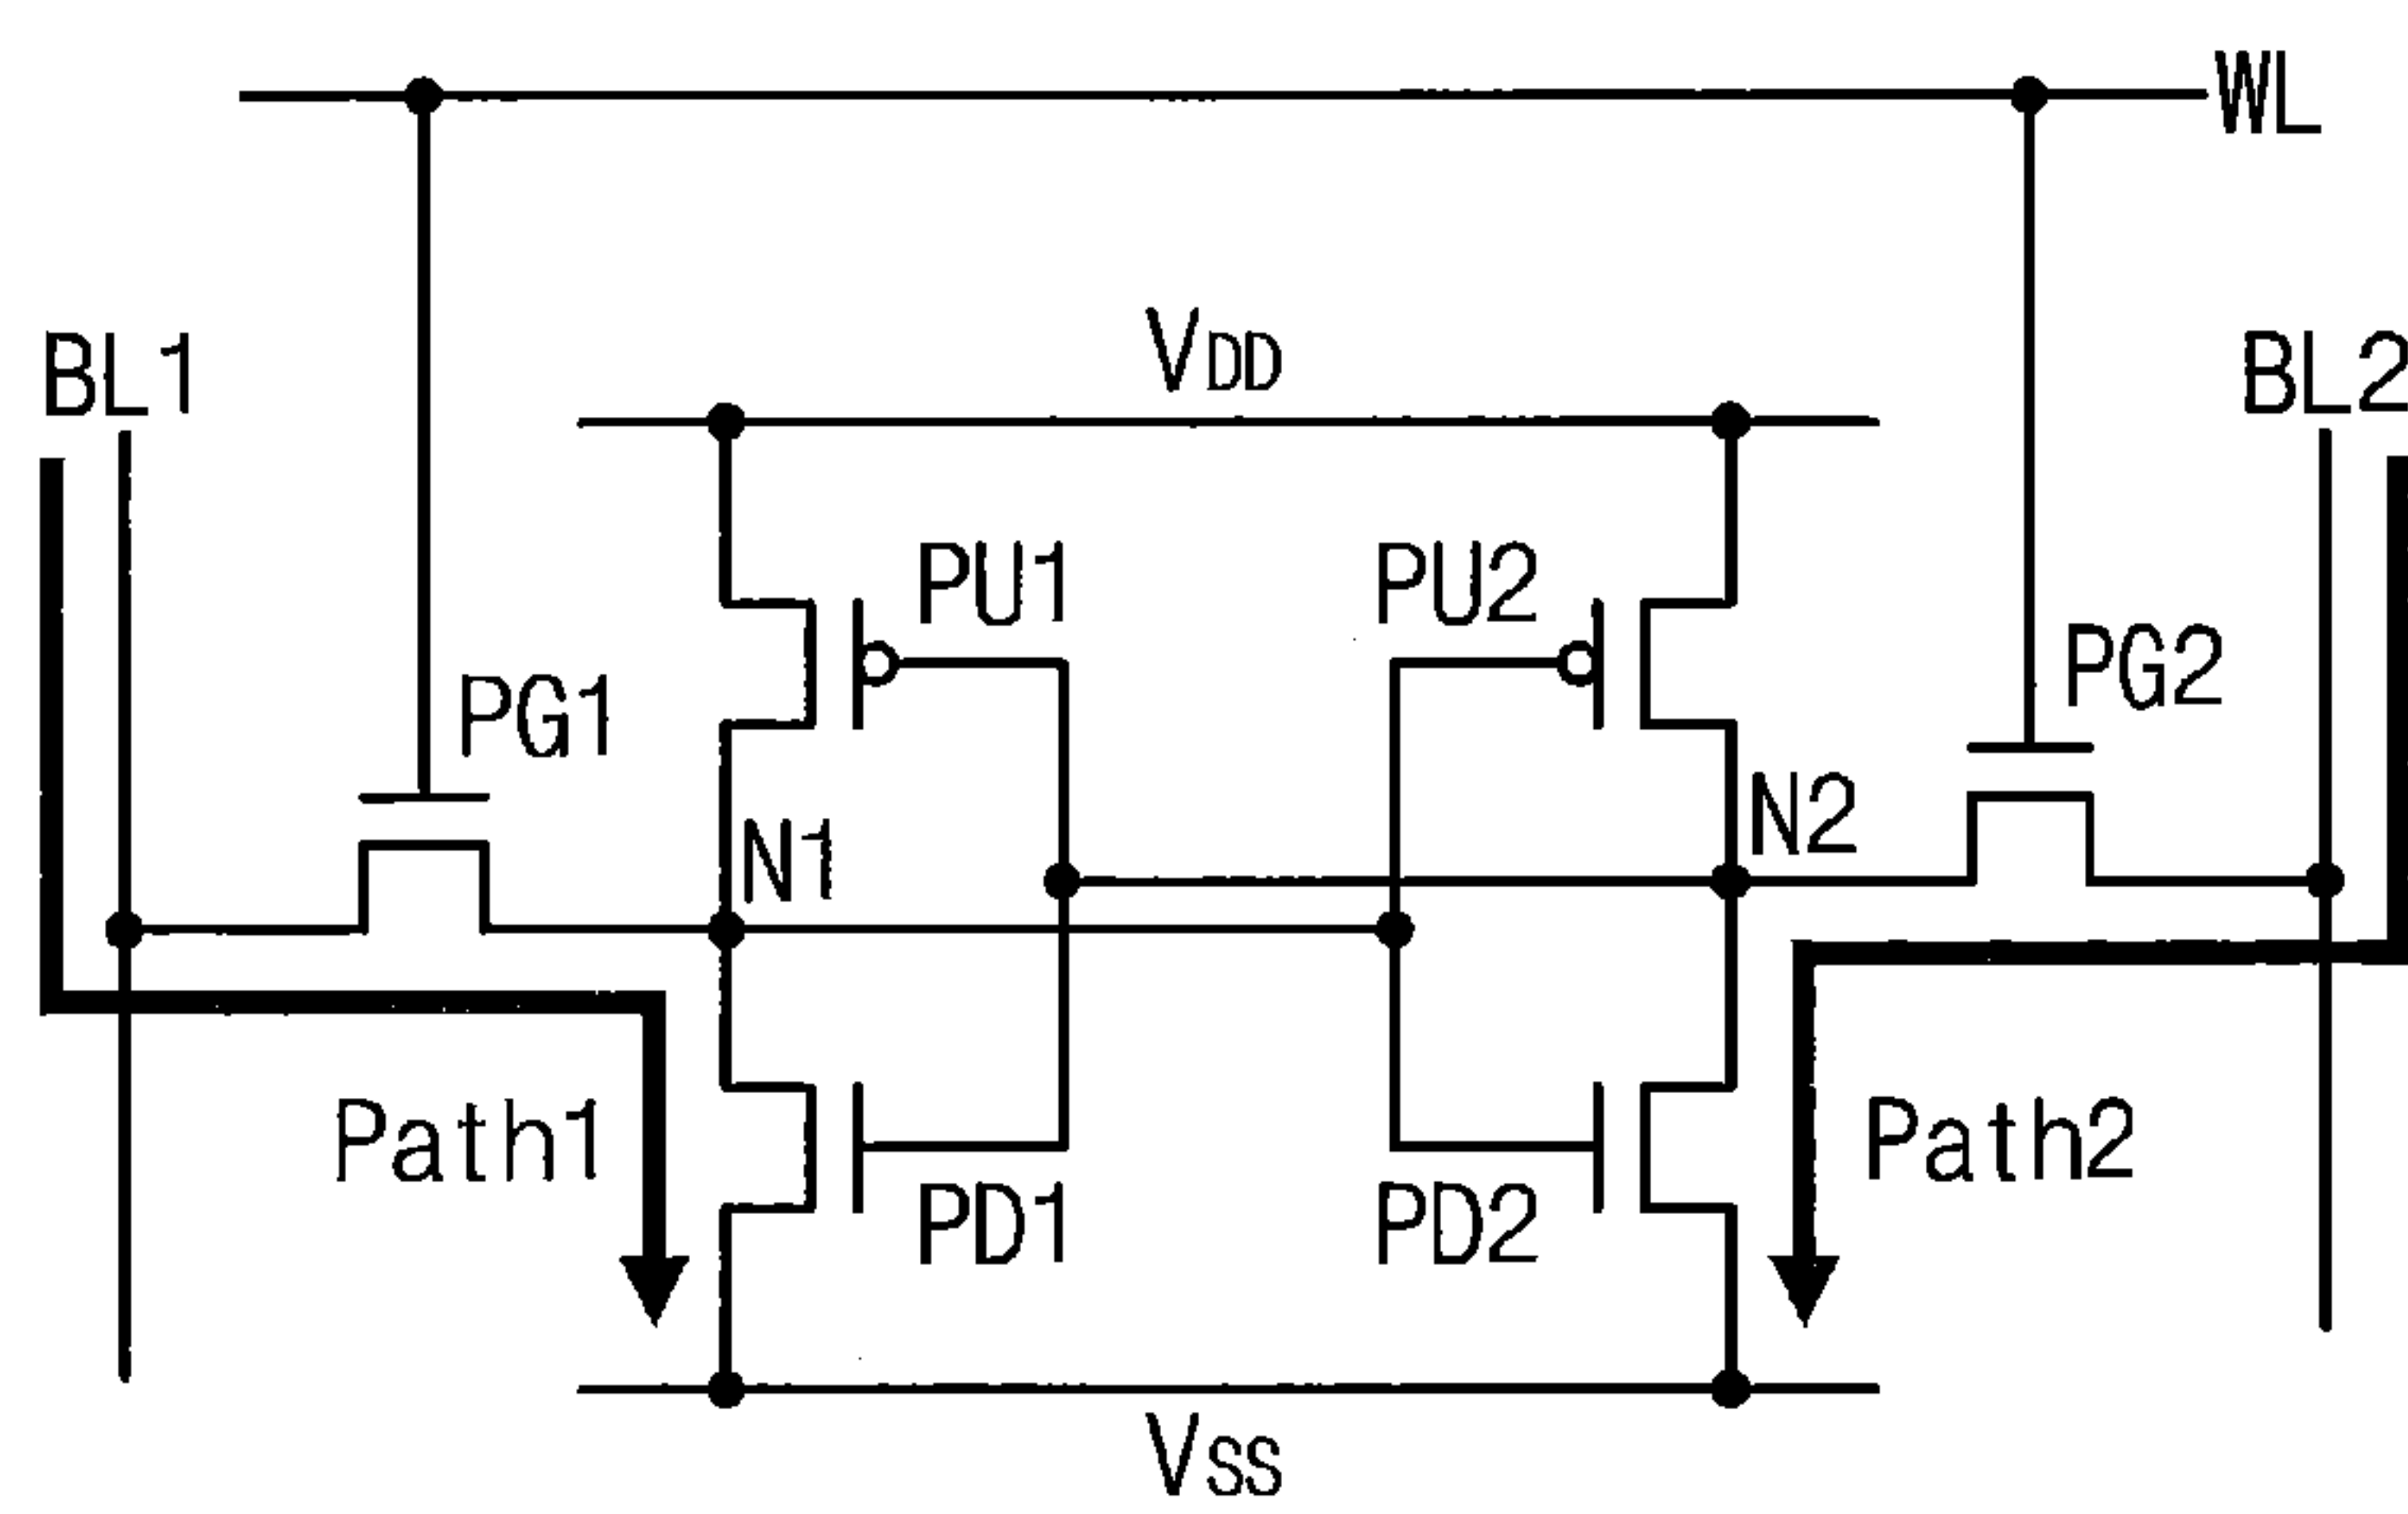 WL
VDD
BL1
BL2
PU1
PU2
PG1
PG2
N1
N2
Path1
Path2
PD1
PD2
VSS